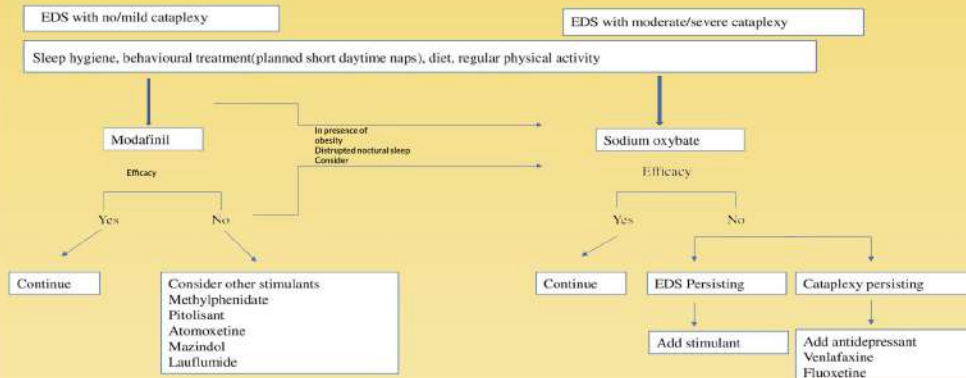 EDS with no/mild cataplexy
EDS with moderate/severe cataplexy
Sleep hygiene, behavioural treatment(planned short daytime naps), diet, regular physical activity
Modafinil
In presence of
obesity
Distrupted noctural sleep
Consider
Sodium oxybate
Efficacy
Efficacy
Yes
No
Yes
No
Continue
Consider other stimulants
Methylphenidate
Pitolisant
Atomoxetine
Mazindol
Lauflumide
Continue
EDS Persisting
Cataplexy persisting
Add stimulant
Add antidepressant
Venlafaxine
Fluoxetine